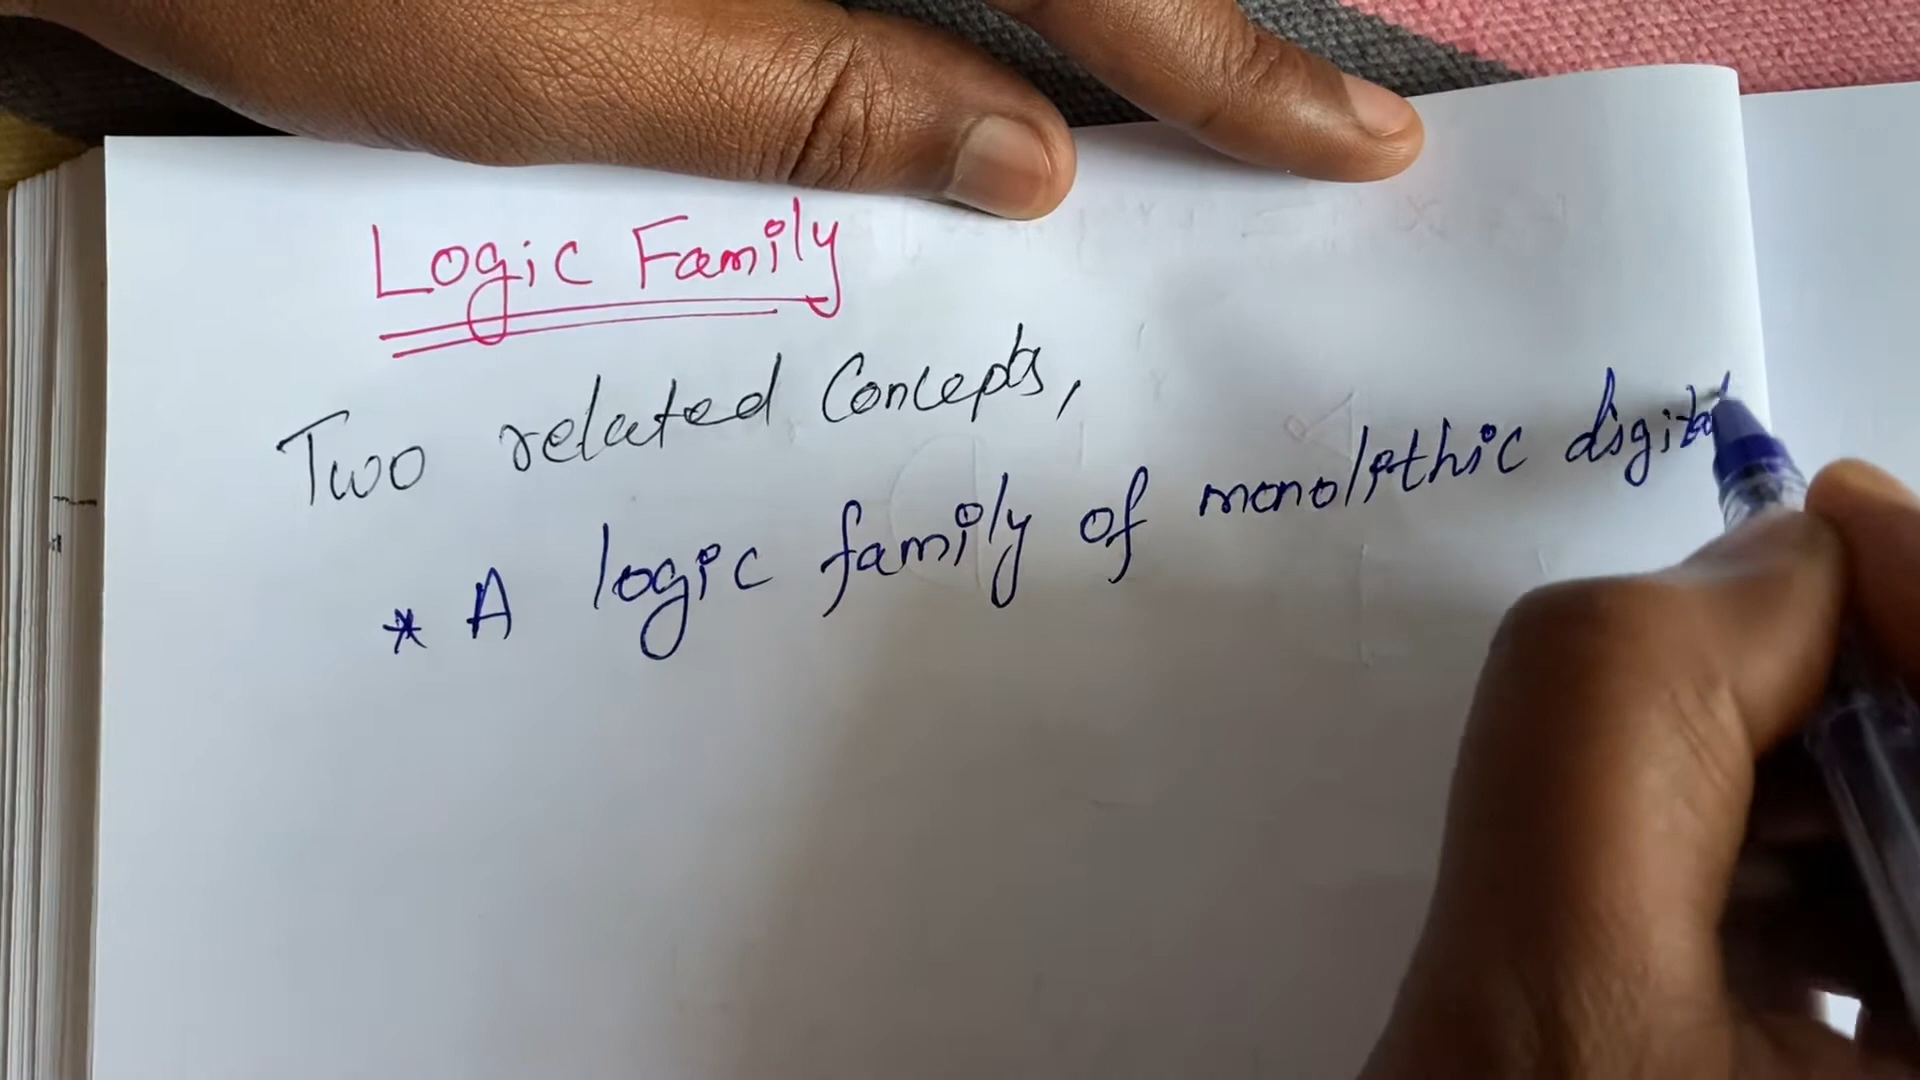 Logic Family
Two related Concepts,
* A logic family of monolithic digital